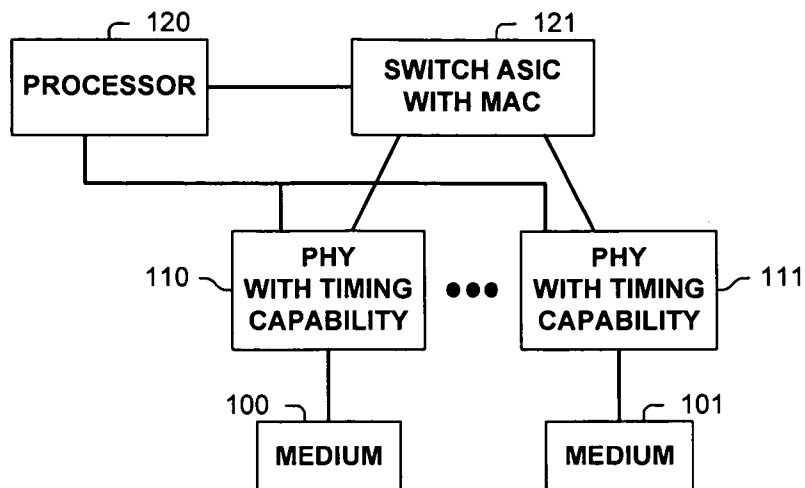 120
121
PROCESSOR
SWITCH ASIC
WITH MAC
110
PHY
WITH TIMING
CAPABILITY
PHY
WITH TIMING
CAPABILITY
111
100
101
MEDIUM
MEDIUM